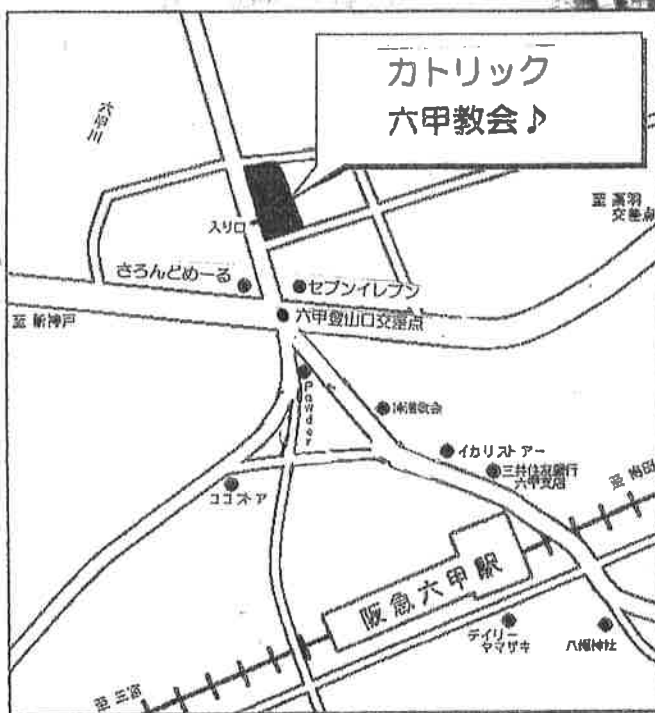 カトリック
六甲教会♪
六甲川
至 高羽
交差点
入り口
さろんどめーる
セブンイレブン
六甲登山口交差点
Powder
イカリストアー
三井住友銀行
六甲支店
ココストア
至 梅田
阪急六甲駅
デイリー
ヤマザキ
八幡神社
至 三宮